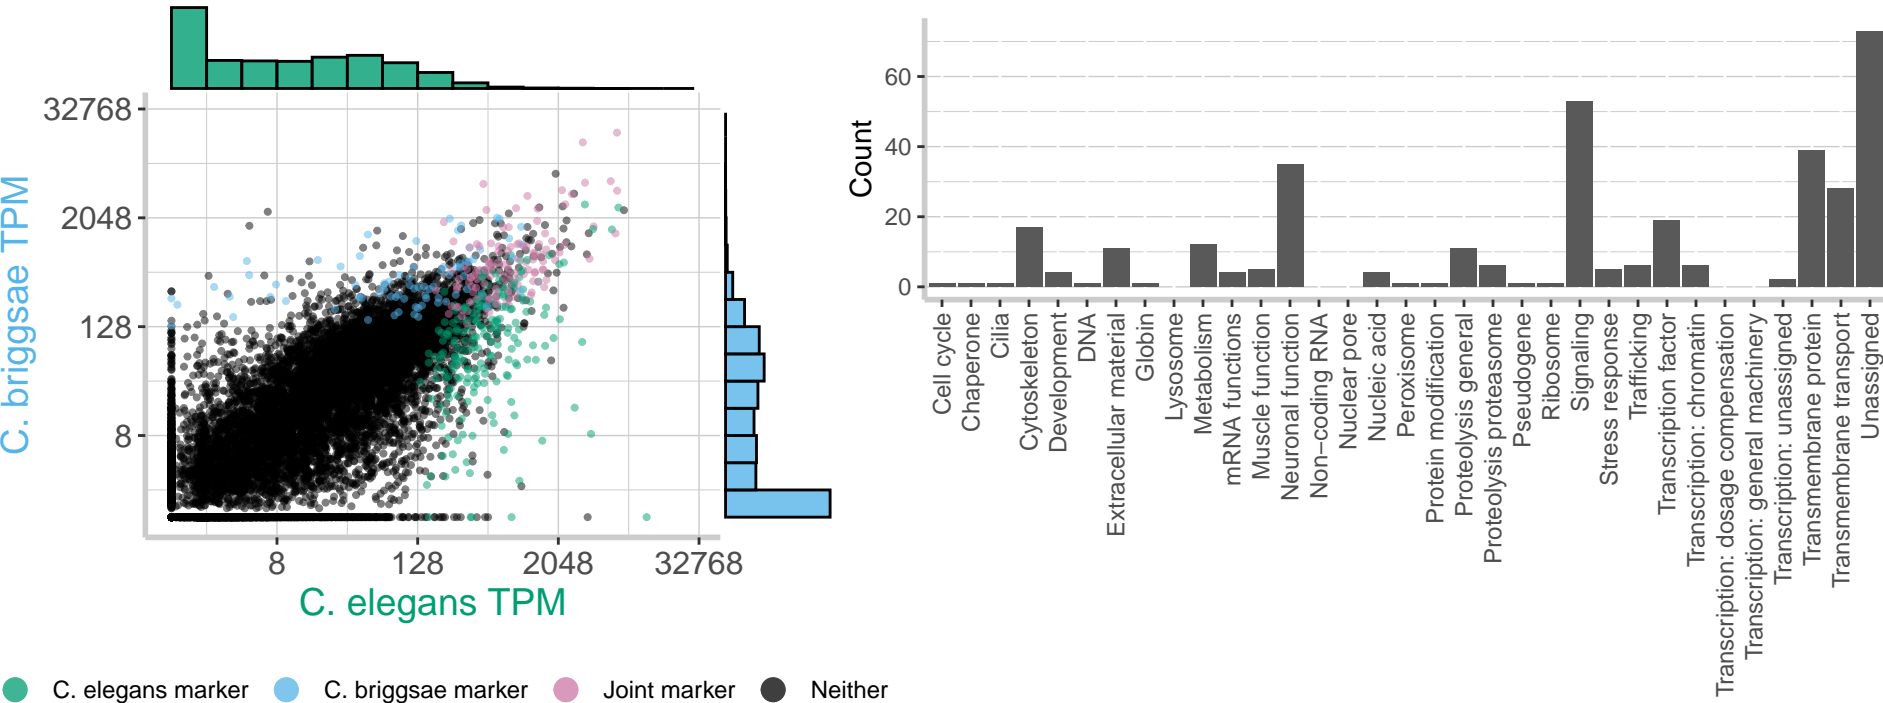 32768
2048
128
8
C. briggsae TPM
8
128
2048
32768
C. elegans TPM
C. elegans marker
C. briggsae marker
Joint marker
Neither
Count
60
40
20
0
Cell cycle
Chaperone
Cilia
Cytoskeleton
Development
DNA
Extracellular material
Globin
Lysosome
Metabolism
mRNA functions
Muscle function
Neuronal function
Non−coding RNA
Nuclear pore
Nucleic acid
Peroxisome
Protein modification
Proteolysis general
Proteolysis proteasome
Pseudogene
Ribosome
Signaling
Stress response
Trafficking
Transcription factor
Transcription: chromatin
Transcription: dosage compensation
Transcription: general machinery
Transcription: unassigned
Transmembrane protein
Transmembrane transport
Unassigned